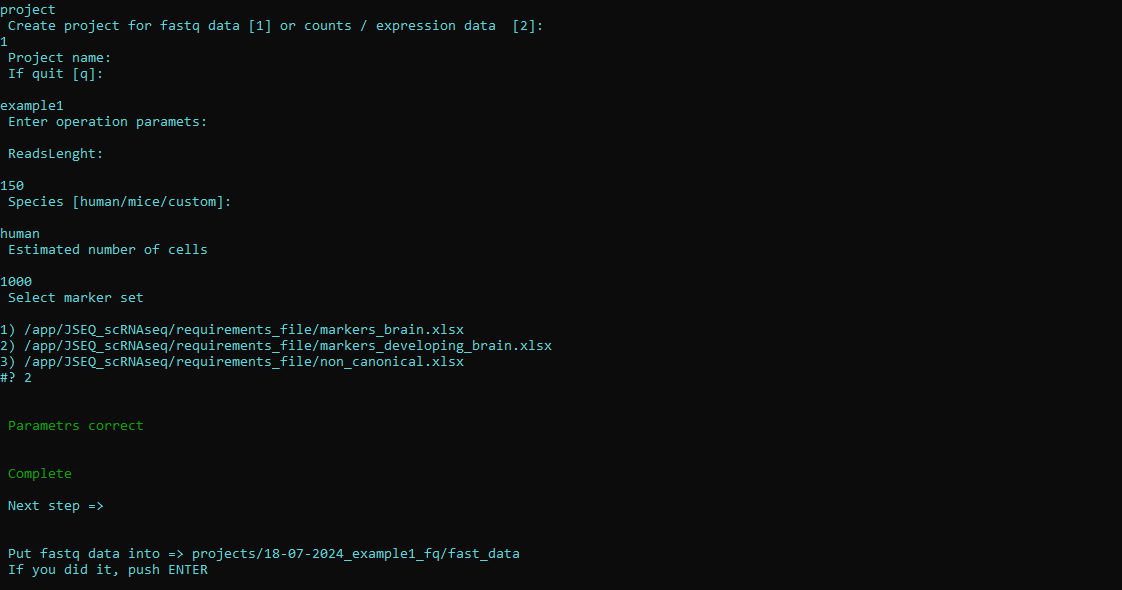 project
Create project for fastq data [1] or counts / expression data  [2]:
1
Project name:
If quit [q]:
example1
Enter operation paramets:
ReadsLenght:
150
Species [human/mice/custom]:
human
Estimated number of cells
1000
Select marker set
1) /app/JSEQ_scRNAseq/requirements_file/markers_brain.xlsx
2) /app/JSEQ_scRNAseq/requirements_file/markers_developing_brain.xlsx
3) /app/JSEQ_scRNAseq/requirements_file/non_canonical.xlsx
#? 2
Parametrs correct
Complete
Next step =>
Put fastq data into => projects/18-07-2024_example1_fq/fast_data
If you did it, push ENTER